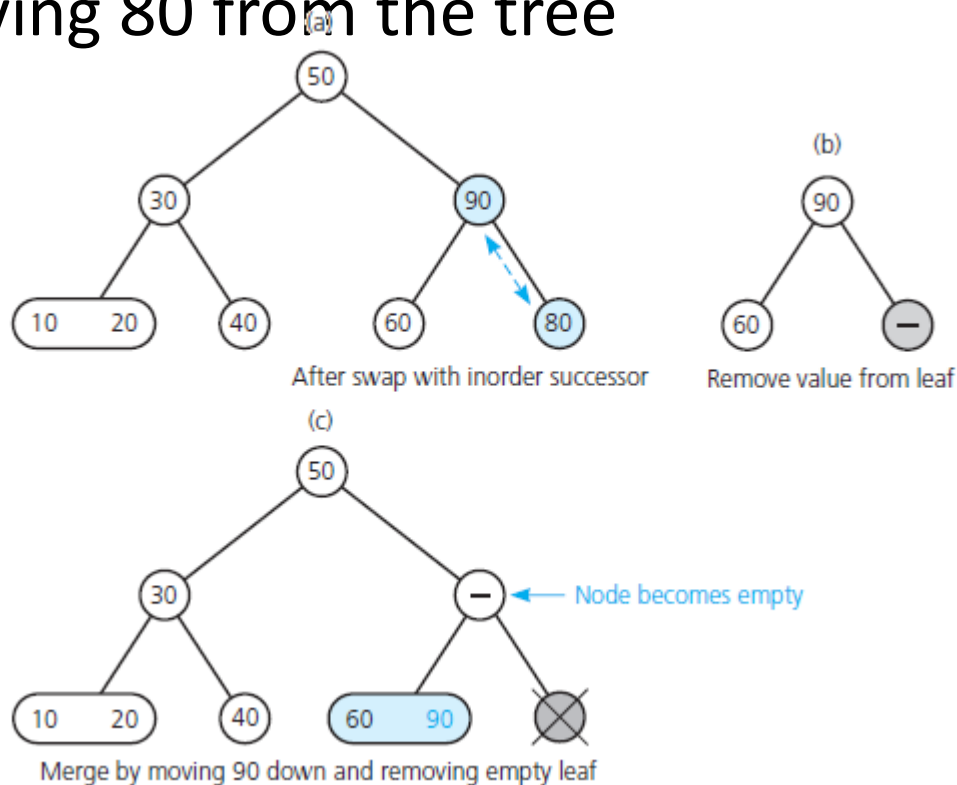 ving 80 from the tree
(a)
50
30 90
10 20 40 60 80
After swap with inorder successor
(b)
90
60 –
Remove value from leaf
(c)
50
30 – Node becomes empty
10 20 40 60 90
Merge by moving 90 down and removing empty leaf